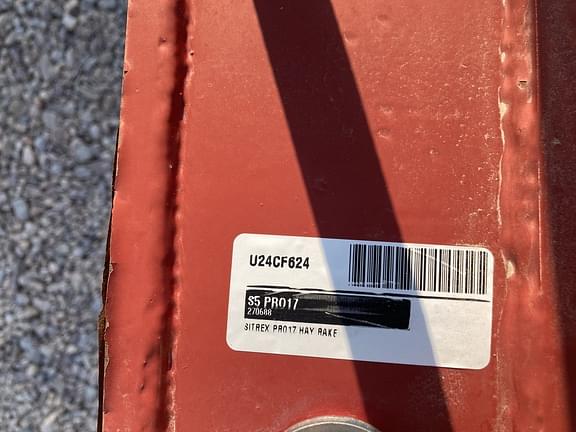 U24CF624
S5 PRO17
270688
SITREX PRO17 HAY RAKE